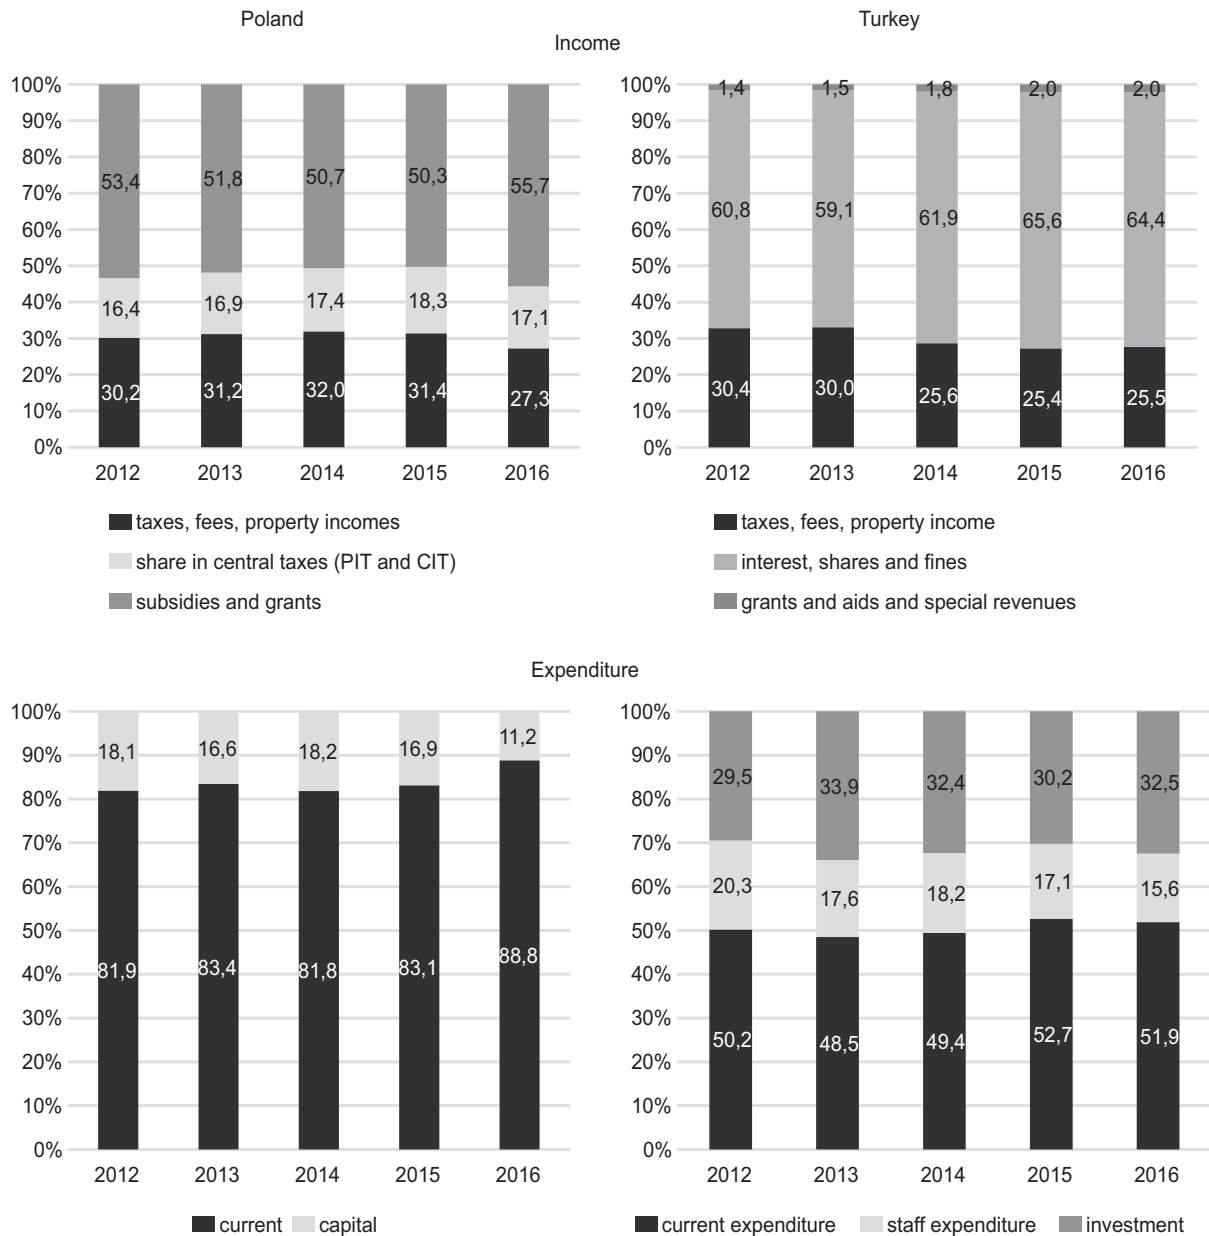 Poland
Turkey
Income
100%
90%
80%
70%
60%
50%
40%
30%
20%
10%
0%
53,4 51,8 50,7 50,3 55,7
16,4 16,9 17,4 18,3 17,1
30,2 31,2 32,0 31,4 27,3
2012 2013 2014 2015 2016
taxes, fees, property incomes
share in central taxes (PIT and CIT)
subsidies and grants
100%
90%
80%
70%
60%
50%
40%
30%
20%
10%
0%
1,4 1,5 1,8 2,0 2,0
60,8 59,1 61,9 65,6 64,4
30,4 30,0 25,6 25,4 25,5
2012 2013 2014 2015 2016
taxes, fees, property income
interest, shares and fines
grants and aids and special revenues
Expenditure
100%
90%
80%
70%
60%
50%
40%
30%
20%
10%
0%
18,1 16,6 18,2 16,9 11,2
81,9 83,4 81,8 83,1 88,8
2012 2013 2014 2015 2016
current capital
100%
90%
80%
70%
60%
50%
40%
30%
20%
10%
0%
29,5 33,9 32,4 30,2 32,5
20,3 17,6 18,2 17,1 15,6
50,2 48,5 49,4 52,7 51,9
2012 2013 2014 2015 2016
current expenditure staff expenditure investment